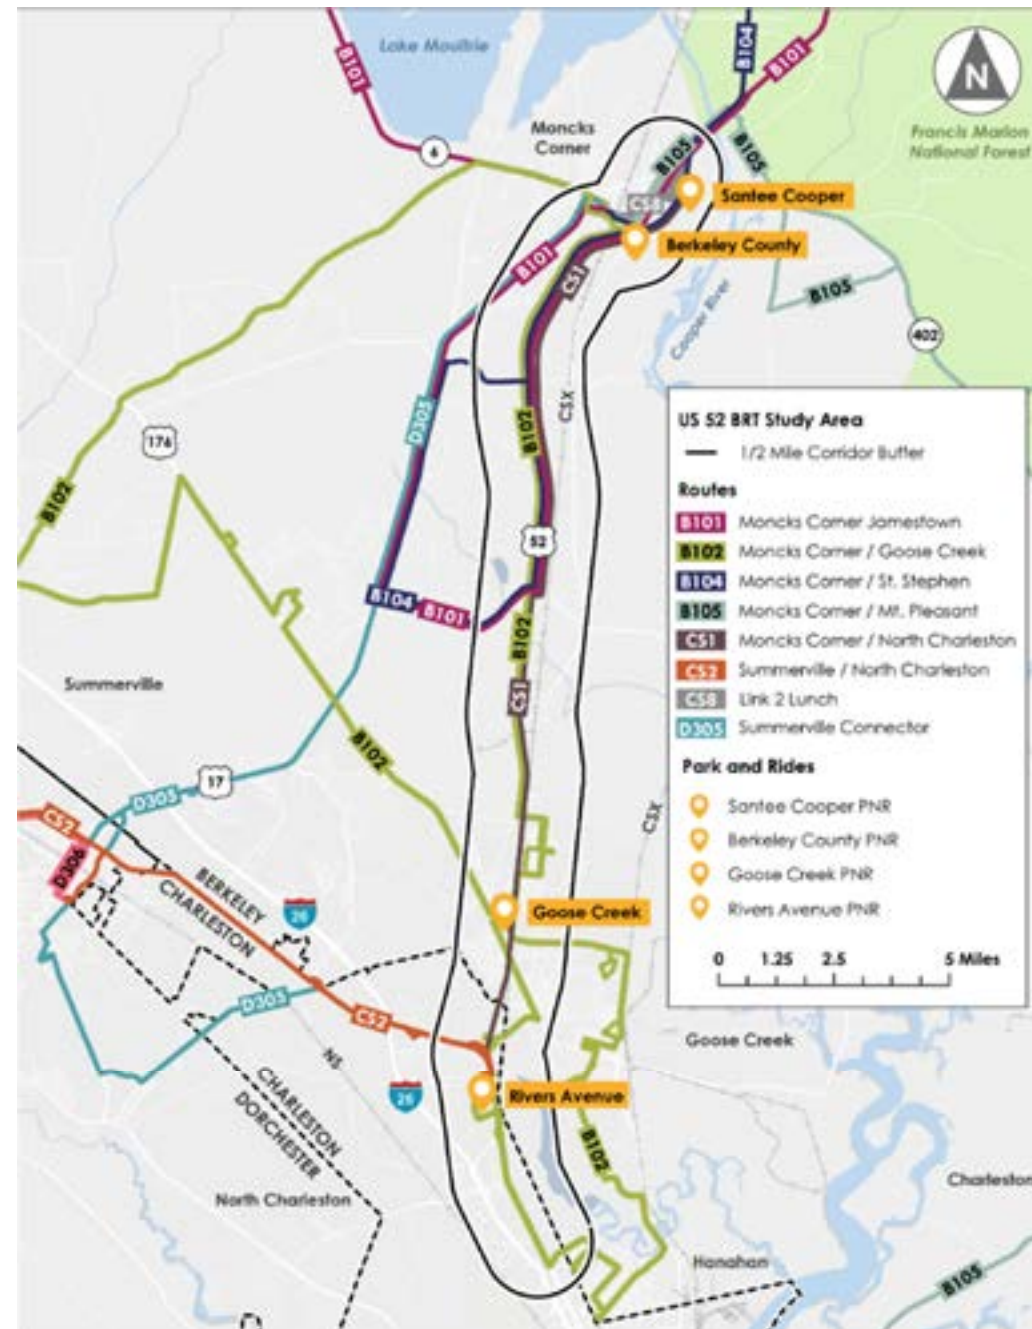 Lake Moultrie
B101
B104
B101
N
Francis Marion
National Forest
Moncks
Corner
6
B105
B105
Santee Cooper
CS8
Berkeley County
B101
CS1
B105
Cooper River
402
D305
CSX
B102
176
B102
52
B104
B101
B102
CS1
Summerville
B102
17
D305
CSX
CS2
D306
BERKELEY
CHARLESTON
26
Goose Creek
D305
CS2
NS
Goose Creek
26
Rivers Avenue
CHARLESTON
DORCHESTER
B102
North Charleston
Charleston
Hanahan
B105
US 52 BRT Study Area
1/2 Mile Corridor Buffer
Routes
B101 Moncks Corner Jamestown
B102 Moncks Corner / Goose Creek
B104 Moncks Corner / St. Stephen
B105 Moncks Corner / Mt. Pleasant
CS1 Moncks Corner / North Charleston
CS2 Summerville / North Charleston
CS8 Link 2 Lunch
D305 Summerville Connector
Park and Rides
Santee Cooper PNR
Berkeley County PNR
Goose Creek PNR
Rivers Avenue PNR
0 1.25 2.5 5 Miles